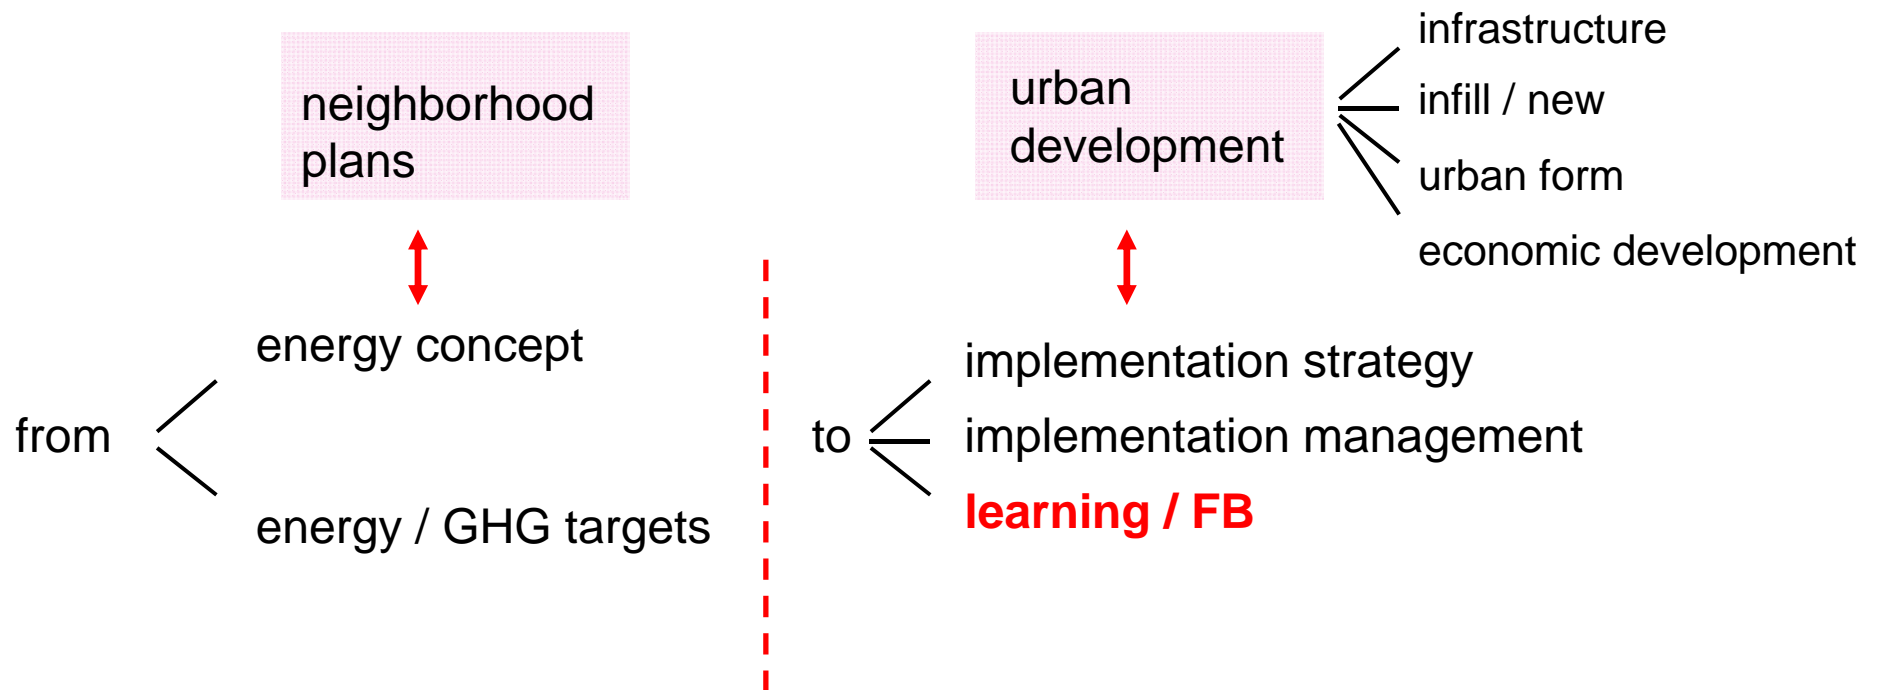 neighborhood
plans
energy concept
from
energy / GHG targets
urban
development
infrastructure
infill / new
urban form
economic development
to
implementation strategy
implementation management
learning / FB